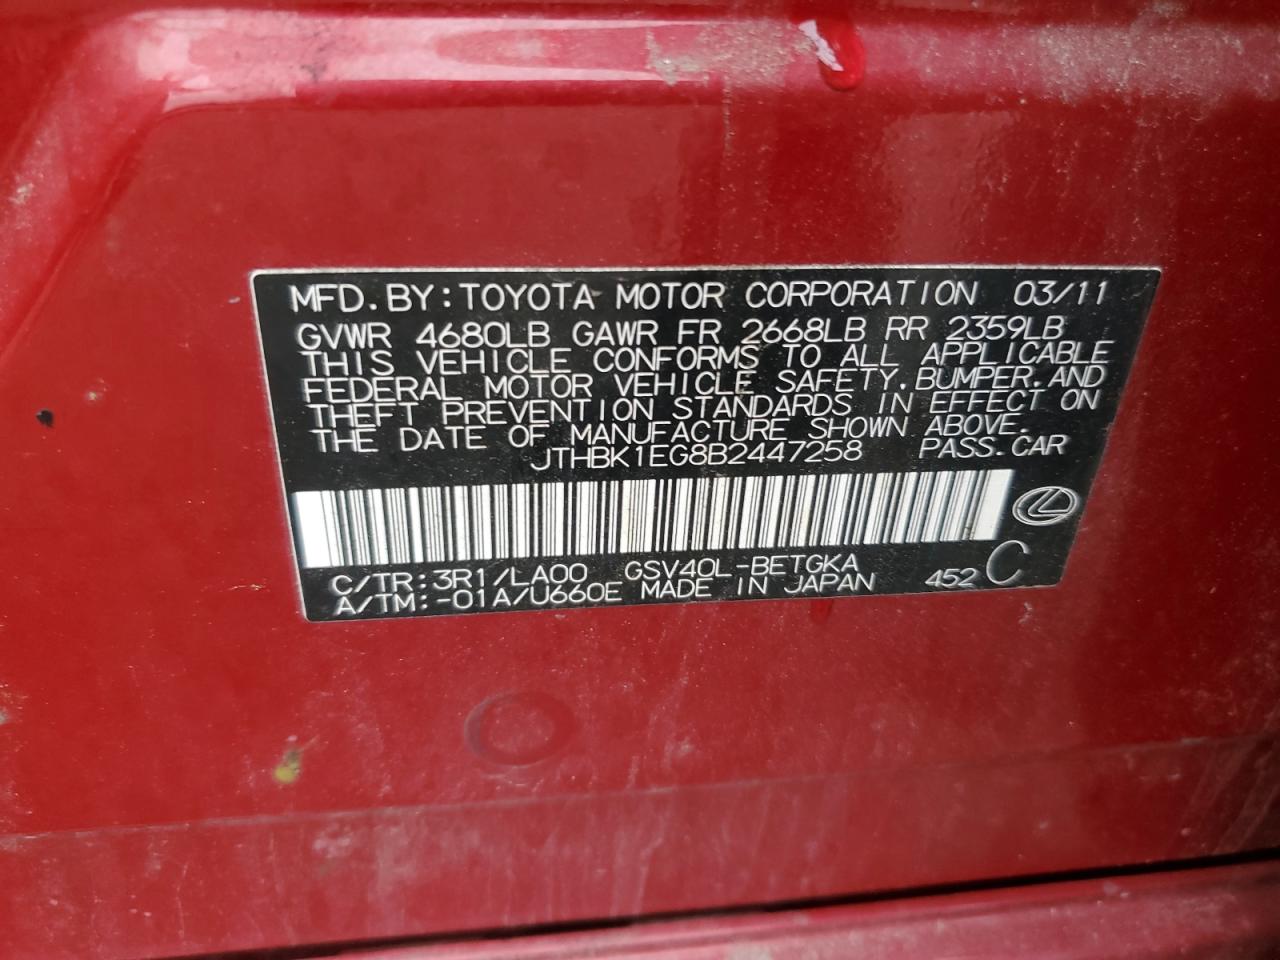 MFD.BY:TOYOTA MOTOR CORPORATION 03/11
GVWR 4680LB GAWR FR 2668LB RR 2359LB
THIS VEHICLE CONFORMS TO ALL APPLICABLE
FEDERAL MOTOR VEHICLE SAFETY.BUMPER.AND
THEFT PREVENTION STANDARDS IN EFFECT ON
THE DATE OF MANUFACTURE SHOWN ABOVE.
JTHBK1EG8B2447258 PASS.CAR
C/TR:3R1/LA00 GSV40L-BETGKA
A/TM:-01A/U660E MADE IN JAPAN 452 C